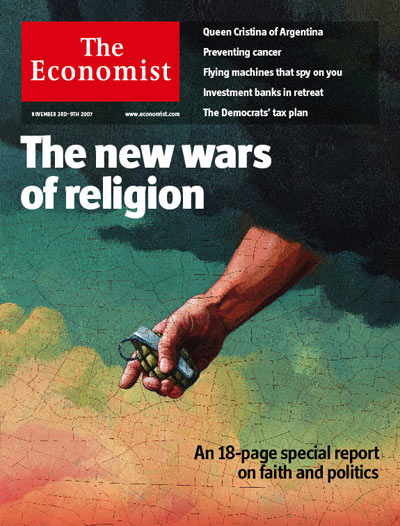 The
Economist
Queen Cristina of Argentina
Preventing cancer
Flying machines that spy on you
Investment banks in retreat
The Democrats' tax plan
NOVEMBER 3RD–9TH 2007
www.economist.com
The new wars
of religion
An 18-page special report
on faith and politics